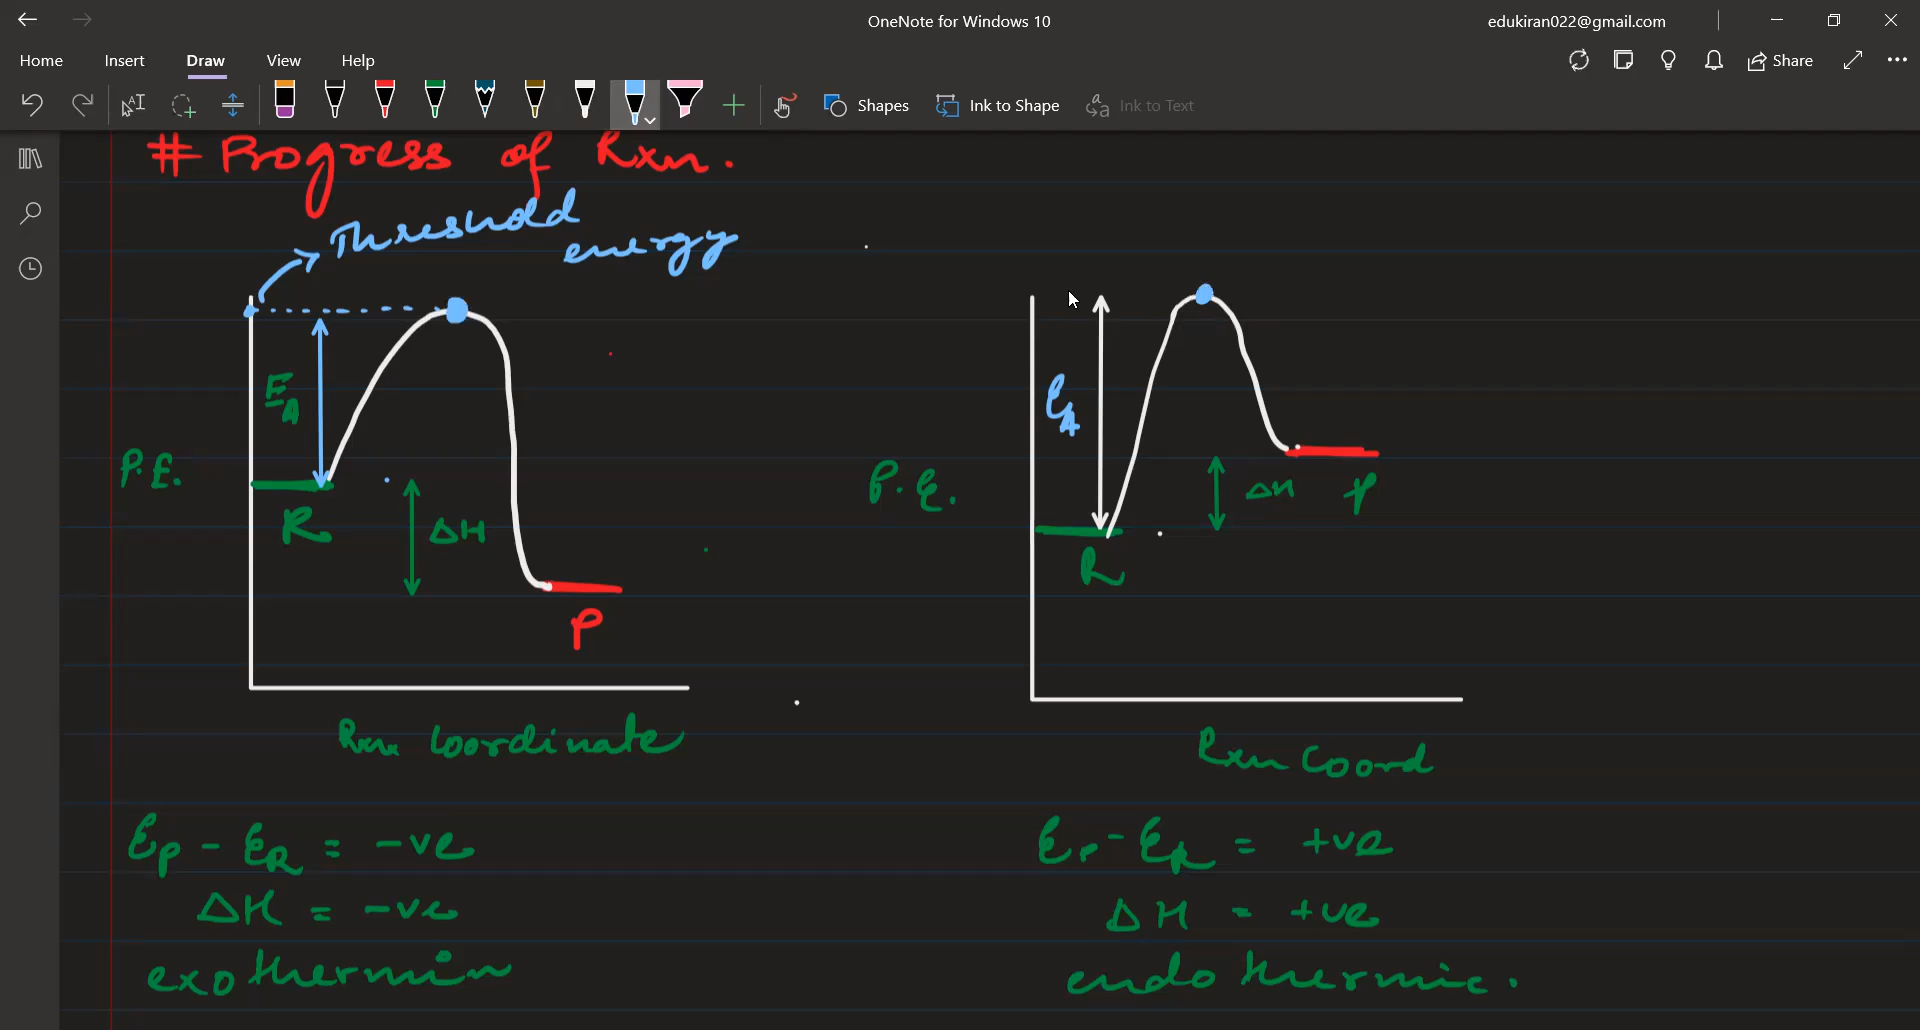 OneNote for Windows 10
edukiran022@gmail.com
Home Insert Draw View Help
Share
Shapes Ink to Shape Ink to Text
# Progress of Rxn.
Threshold
energy
EA
P.E.
R
ΔH
P
Rxn Coordinate
EA
P.E.
ΔH
P
R
Rxn Coord
Ep - ER = -ve
ΔH = -ve
exothermin
Ep - ER = +ve
ΔH = +ve
endothermic.